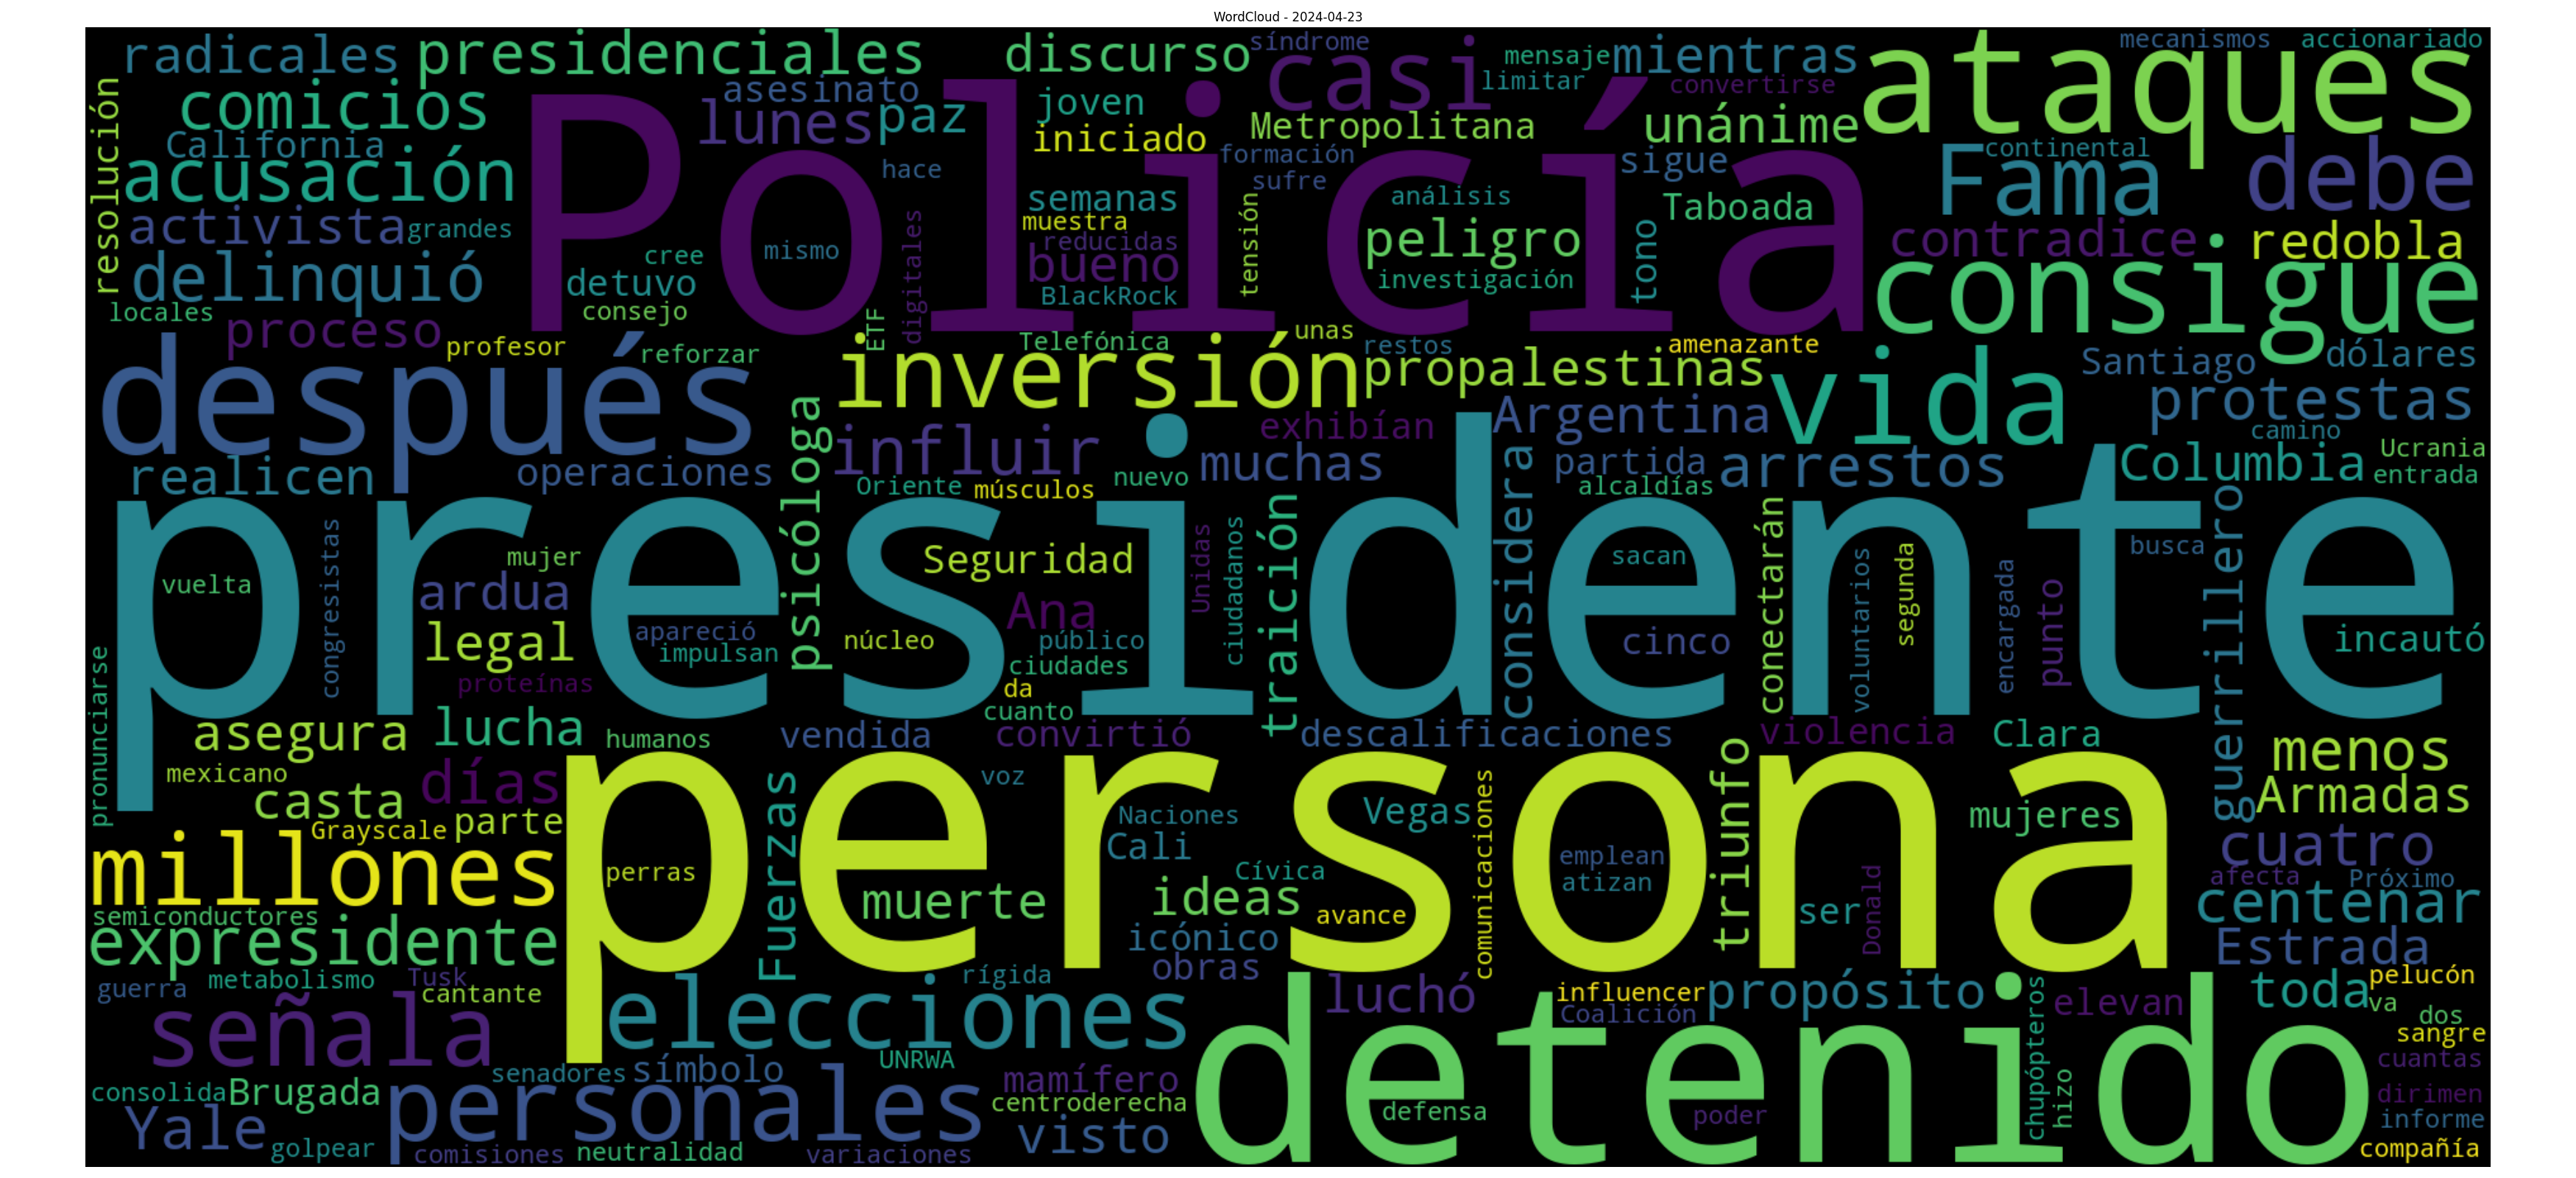 WordCloud - 2024-04-23
radicales
presidenciales
discurso
síndrome
mensaje
mientras
ataques
mecanismos
accionariado
resolución
comicios
asesinato
casi
limitar
convertirse
California
lunes
paz
joven
iniciado
Metropolitana
unánime
Fama
continental
debe
acusación
Policía
hace
formación
sufre
sigue
semanas
análisis
Taboada
activista
grandes
digitales
muestra
reducidas
tensión
peligro
tono
contradice
redobla
delinquió
cree
mismo
bueno
detuvo
BlackRock
investigación
consigue
locales
proceso
consejo
ETF
profesor
reforzar
Telefónica
unas
restos
amenazante
inversión
propalestinas
vida
Santiago
dólares
después
psicóloga
influir
exhibían
Argentina
protestas
camino
realicen
operaciones
Oriente
músculos
nuevo
muchas
partida
arrestos
Columbia
Ucrania
entrada
alcaldías
traición
considera
conectarán
guerrillero
presidente
congresistas
mujer
Seguridad
Unidas
ciudadanos
sacan
voluntarios
segunda
busca
vuelta
ardua
Ana
encargada
punto
legal
apareció
impulsan
núcleo
público
ciudades
cinco
incautó
pronunciarse
proteínas
da
cuanto
asegura
lucha
humanos
vendida
convirtió
descalificaciones
violencia
Clara
menos
mexicano
días
voz
casta
Fuerzas
persona
Naciones
Vegas
comunicaciones
triunfo
mujeres
Armadas
Grayscale
parte
Cali
cuatro
millones
perras
Cívica
emplean
atizan
Donald
afecta
Próximo
muerte
ideas
avance
ser
centenar
semiconductores
expresidente
icónico
obras
Estrada
guerra
metabolismo
Tusk
cantante
rígida
luchó
influencer
Coalición
propósito
chupópteros
elevan
toda
pelucón
va
dos
señala
elecciones
sangre
UNRWA
detenido
cuantas
senadores
símbolo
mamífero
hizo
consolida
Brugada
personales
centroderecha
defensa
poder
dirimen
informe
Yale
golpear
comisiones
neutralidad
variaciones
visto
compañía